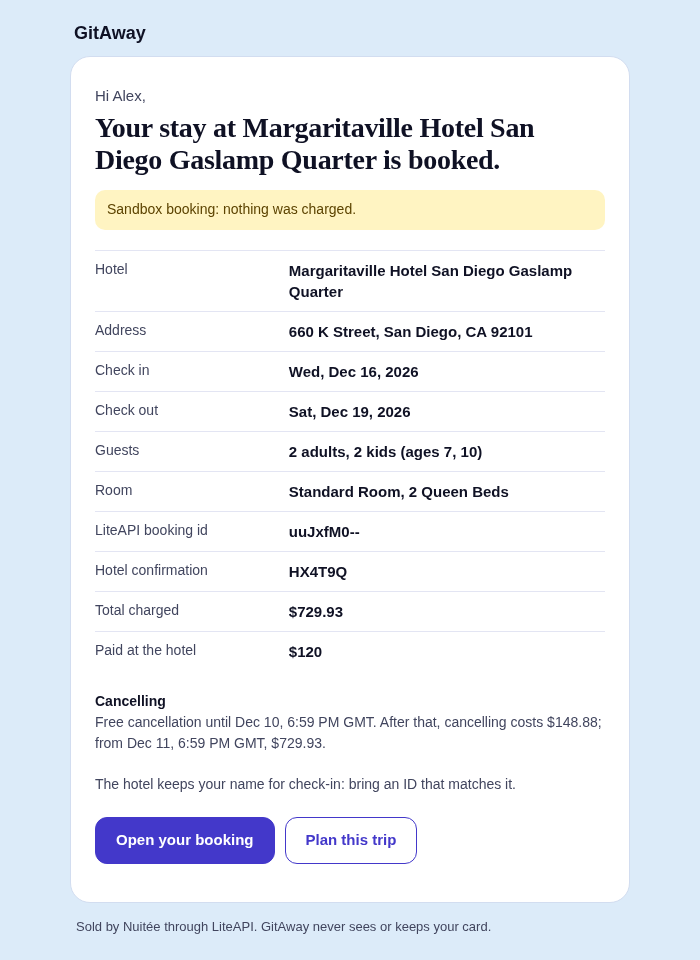 GitAway
Hi Alex,
Your stay at Margaritaville Hotel San
Diego Gaslamp Quarter is booked.
Sandbox booking: nothing was charged.
Hotel Margaritaville Hotel San Diego Gaslamp
Quarter
Address 660 K Street, San Diego, CA 92101
Check in Wed, Dec 16, 2026
Check out Sat, Dec 19, 2026
Guests 2 adults, 2 kids (ages 7, 10)
Room Standard Room, 2 Queen Beds
LiteAPI booking id uuJxfM0--
Hotel confirmation HX4T9Q
Total charged $729.93
Paid at the hotel $120
Cancelling
Free cancellation until Dec 10, 6:59 PM GMT. After that, cancelling costs $148.88;
from Dec 11, 6:59 PM GMT, $729.93.
The hotel keeps your name for check-in: bring an ID that matches it.
Open your booking Plan this trip
Sold by Nuitée through LiteAPI. GitAway never sees or keeps your card.